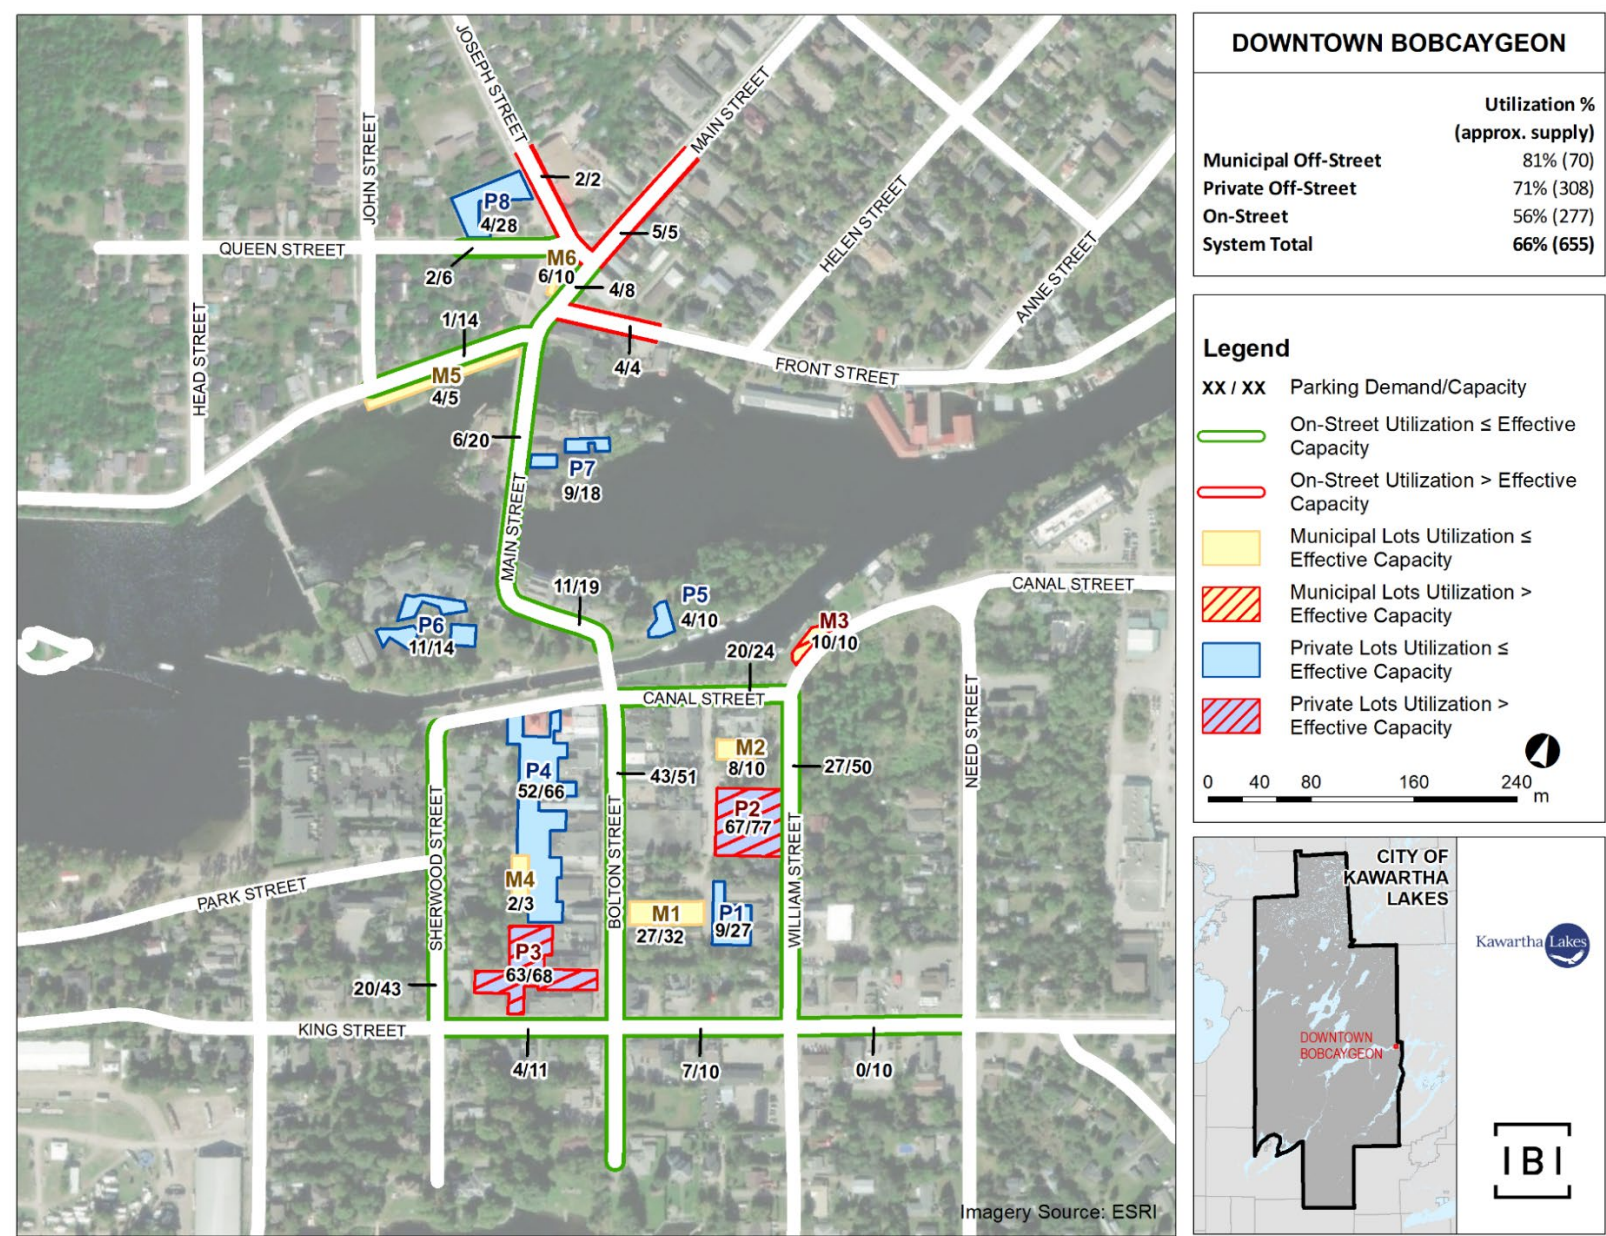 JOSEPH STREET
MAIN STREET
JOHN STREET
2/2
P8
4/28
5/5
HELEN STREET
QUEEN STREET
M6
6/10
2/6
4/8
ANNE STREET
HEAD STREET
1/14
M5
4/5
4/4
FRONT STREET
6/20
P7
9/18
MAIN STREET
11/19
P5
4/10
CANAL STREET
P6
11/14
M3
10/10
20/24
CANAL STREET
NEED STREET
M2
8/10
P4
52/66
43/51
27/50
P2
67/77
SHERWOOD STREET
BOLTON STREET
WILLIAM STREET
PARK STREET
M4
2/3
M1
27/32
P1
9/27
P3
63/68
20/43
KING STREET
4/11
7/10
0/10
Imagery Source: ESRI
DOWNTOWN BOBCAYGEON
Utilization %
(approx. supply)
Municipal Off-Street 81% (70)
Private Off-Street 71% (308)
On-Street 56% (277)
System Total 66% (655)
Legend
XX / XX Parking Demand/Capacity
On-Street Utilization ≤ Effective
Capacity
On-Street Utilization > Effective
Capacity
Municipal Lots Utilization ≤
Effective Capacity
Municipal Lots Utilization >
Effective Capacity
Private Lots Utilization ≤
Effective Capacity
Private Lots Utilization >
Effective Capacity
0 40 80 160 240
m
CITY OF
KAWARTHA
LAKES
DOWNTOWN
BOBCAYGEON
Kawartha Lakes
IBI